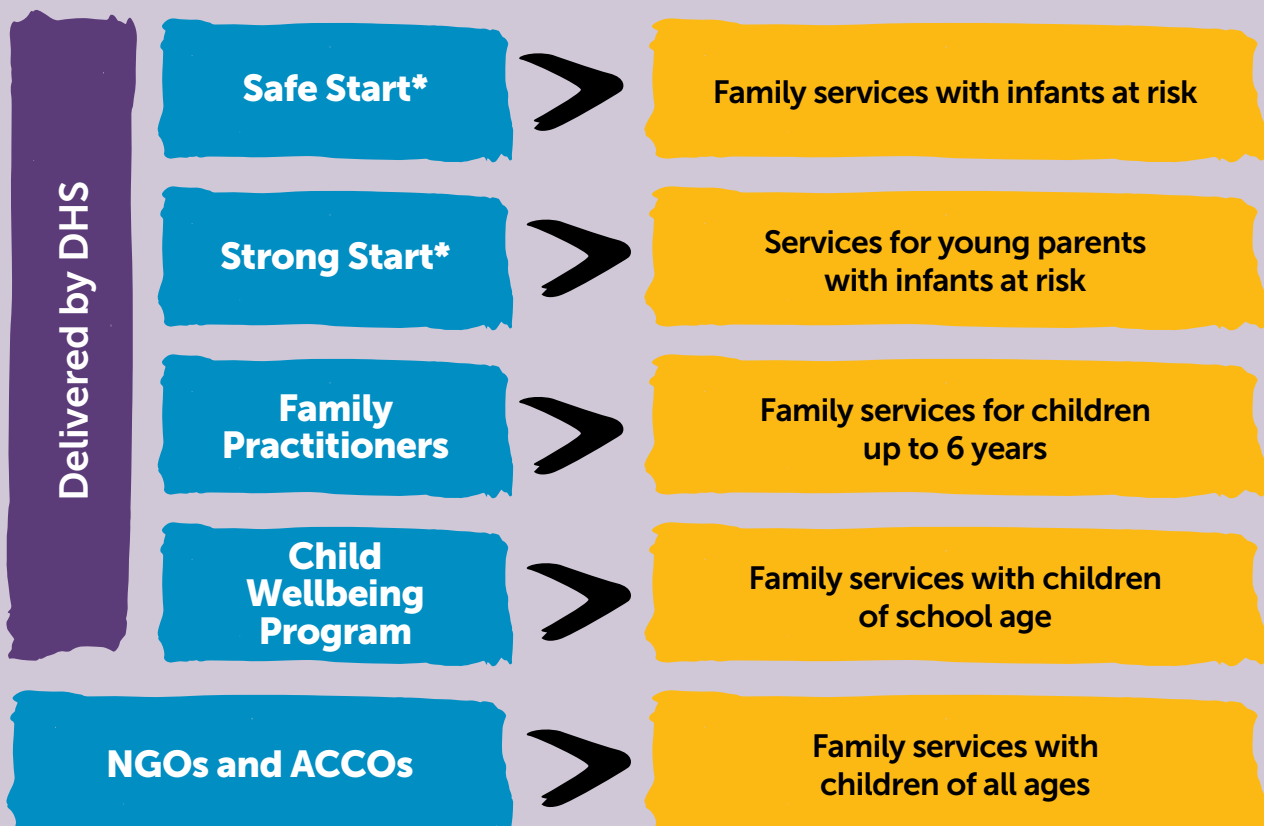 Delivered by DHS
Safe Start*
Family services with infants at risk
Strong Start*
Services for young parents
with infants at risk
Family
Practitioners
Family services for children
up to 6 years
Child
Wellbeing
Program
Family services with children
of school age
NGOs and ACCOs
Family services with
children of all ages